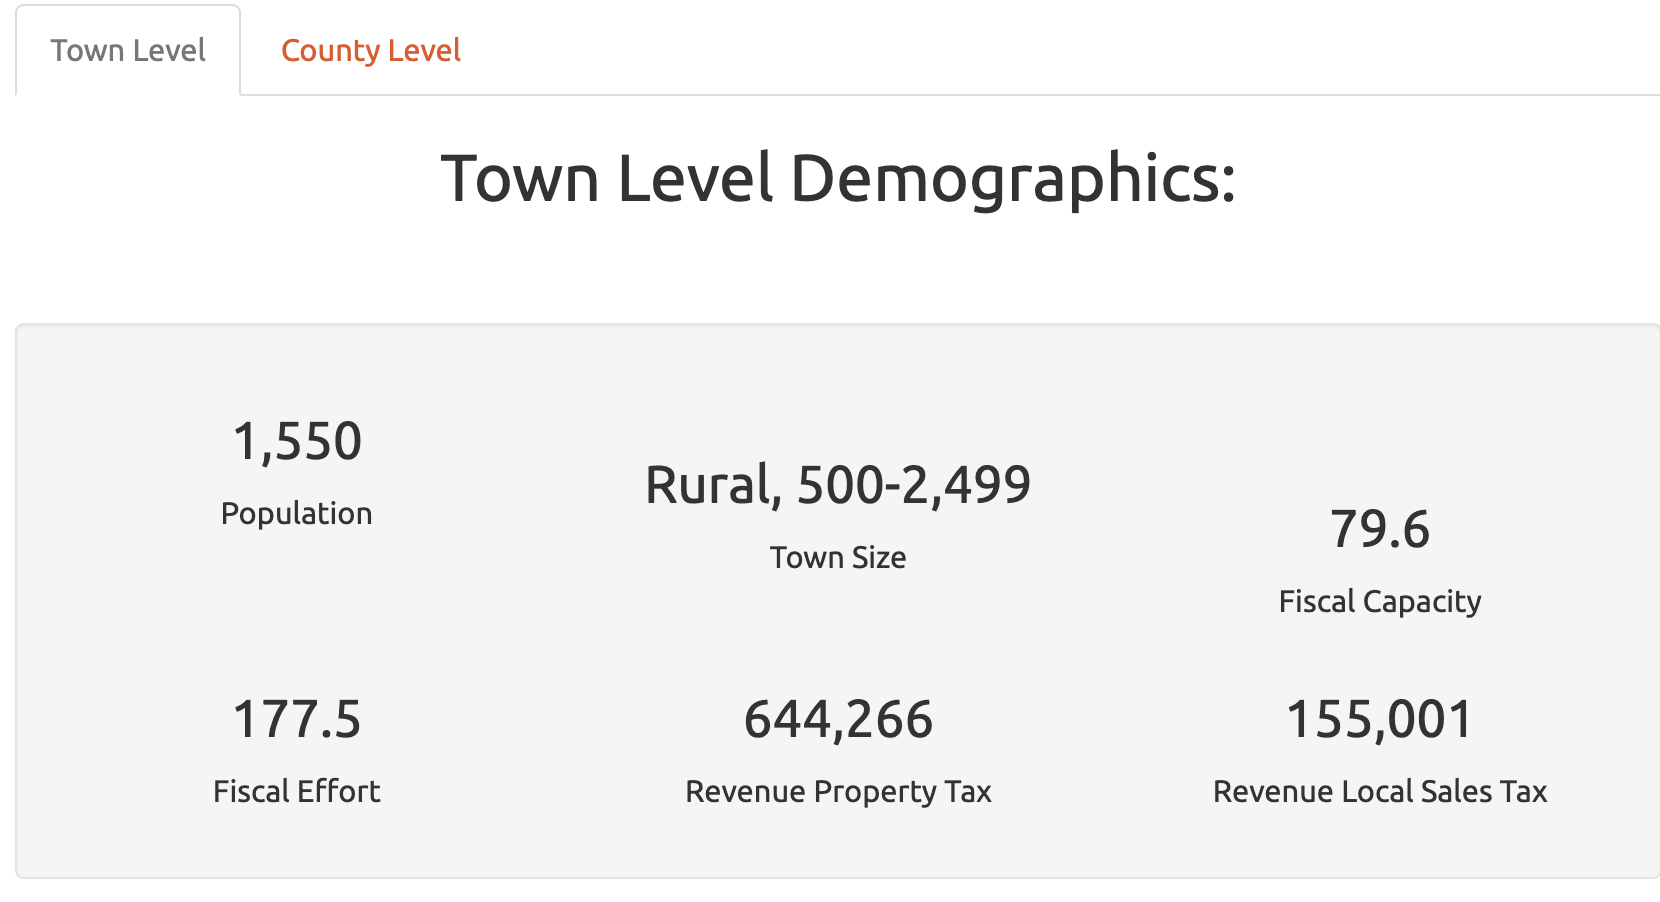 Town Level
County Level
Town Level Demographics:
1,550
Population
Rural, 500-2,499
Town Size
79.6
Fiscal Capacity
177.5
Fiscal Effort
644,266
Revenue Property Tax
155,001
Revenue Local Sales Tax